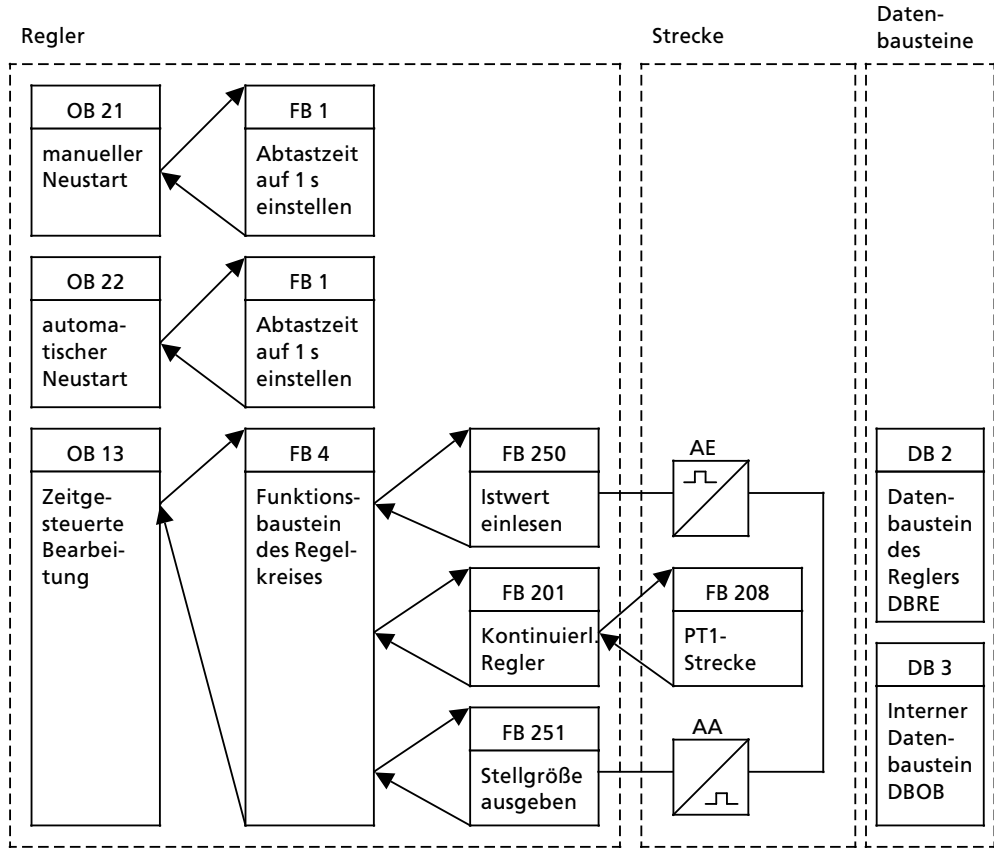 Regler
Strecke
Daten-
bausteine
OB 21
manueller
Neustart
FB 1
Abtastzeit
auf 1 s
einstellen
OB 22
automa-
tischer
Neustart
FB 1
Abtastzeit
auf 1 s
einstellen
OB 13
Zeitge-
steuerte
Bearbei-
tung
FB 4
Funktions-
baustein
des Regel-
kreises
FB 250
Istwert
einlesen
AE
FB 201
Kontinuierl.
Regler
FB 208
PT1-
Strecke
FB 251
Stellgröße
ausgeben
AA
DB 2
Daten-
baustein
des
Reglers
DBRE
DB 3
Interner
Daten-
baustein
DBOB